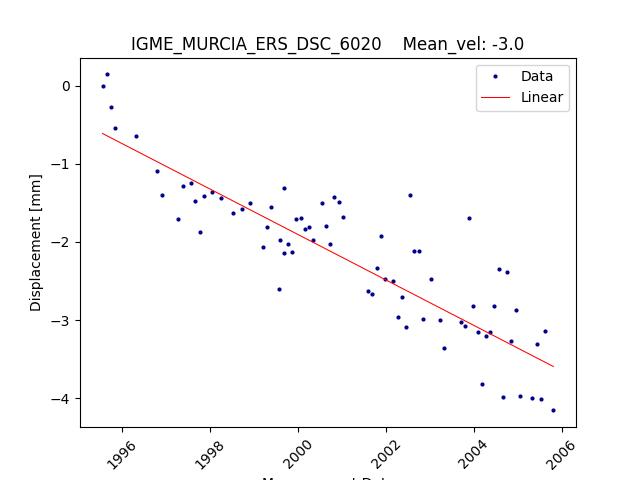 IGME_MURCIA_ERS_DSC_6020    Mean_vel: -3.0
Data
Linear
Displacement [mm]
0
−1
−2
−3
−4
1996
1998
2000
2002
2004
2006